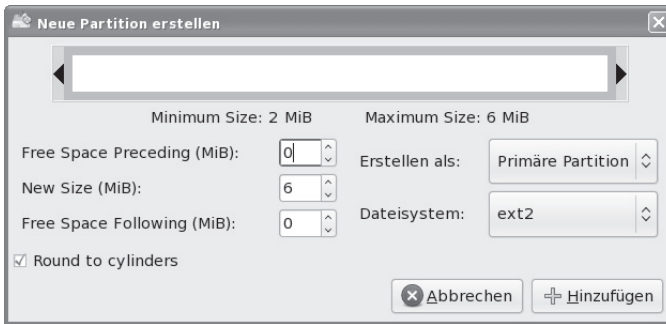 Neue Partition erstellen
Minimum Size: 2 MiB Maximum Size: 6 MiB
Free Space Preceding (MiB): 0
Erstellen als: Primäre Partition
New Size (MiB): 6
Dateisystem: ext2
Free Space Following (MiB): 0
Round to cylinders
Abbrechen Hinzufügen